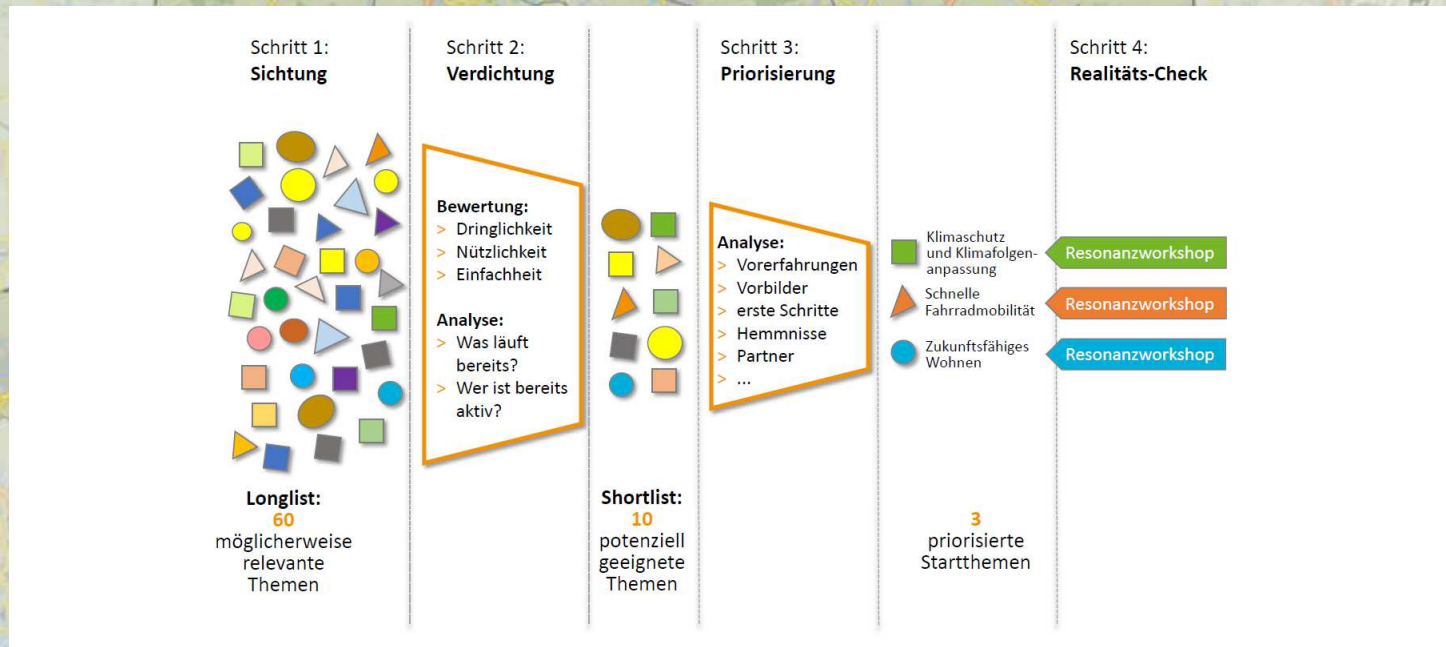 Schritt 1:
Sichtung
Schritt 2:
Verdichtung
Schritt 3:
Priorisierung
Schritt 4:
Realitäts-Check
Bewertung:
> Dringlichkeit
> Nützlichkeit
> Einfachheit
Analyse:
> Was läuft
bereits?
> Wer ist bereits
aktiv?
Analyse:
> Vorerfahrungen
> Vorbilder
> erste Schritte
> Hemmnisse
> Partner
> ...
Klimaschutz
und Klimafolgen-
anpassung
Resonanzworkshop
Schnelle
Fahrradmobilität
Resonanzworkshop
Zukunftsfähiges
Wohnen
Resonanzworkshop
Longlist:
60
möglicherweise
relevante
Themen
Shortlist:
10
potenziell
geeignete
Themen
3
priorisierte
Startthemen